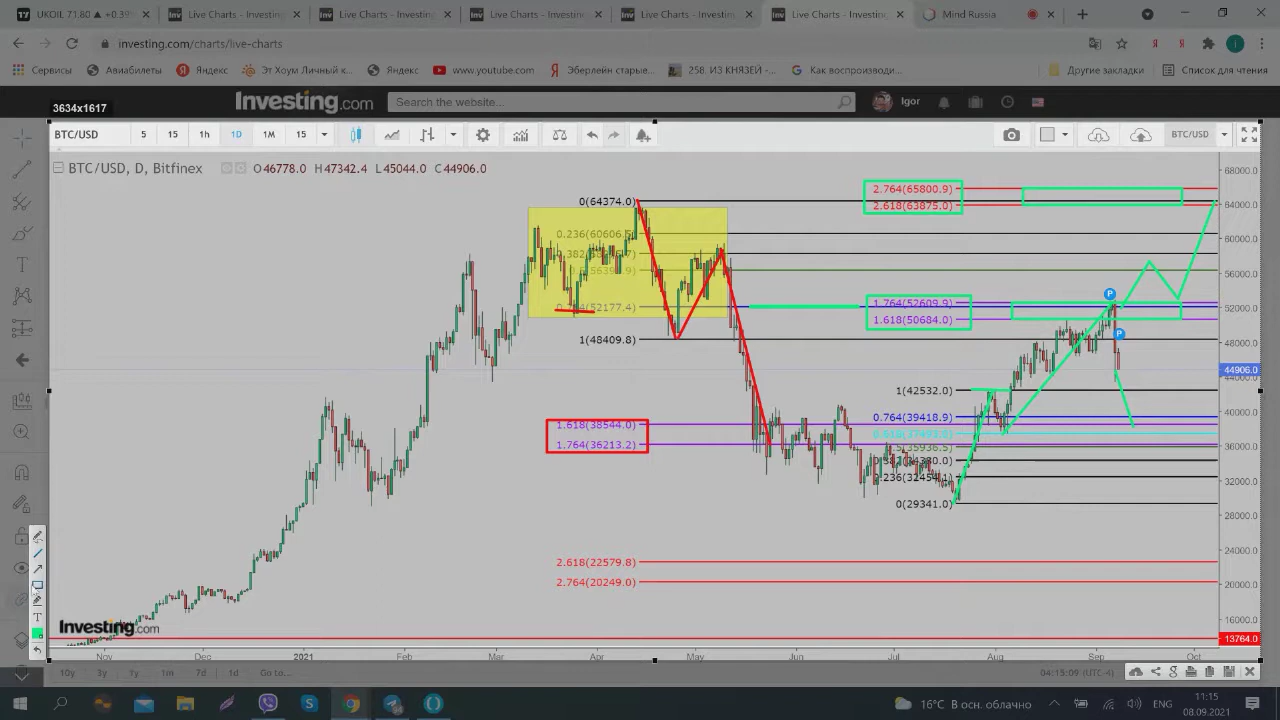 UKOIL 71.80 ▲ +0.39%
Live Charts - Investing
Live Charts - Investing
Live Charts - Investing
Live Charts - Investing
Live Charts - Investing
Mind Russia
investing.com/charts/live-charts
Сервисы
Авиабилеты
Яндекс
Эт Хоум Личный к...
Яндекс
www.youtube.com
Эберлейн старые...
258. ИЗ КНЯЗЕЙ -...
Как воспроизводи...
Другие закладки
Список для чтения
3634x1617
Investing.com
Search the website...
Igor
BTC/USD
5
15
1h
1D
1M
15
BTC/USD
BTC/USD, D, Bitfinex
O46778.0 H47342.4 L45044.0 C44906.0
0(64374.0)
1(48409.8)
1.618(38544.0)
1.764(36213.2)
2.618(22579.8)
2.764(20249.0)
2.764(65800.9)
2.618(63875.0)
1.764(52609.9)
1.618(50684.0)
1(42532.0)
0.764(39418.9)
0(29341.0)
P
P
68000.0
64000.0
60000.0
56000.0
52000.0
48000.0
44906.0
40000.0
36000.0
32000.0
28000.0
24000.0
20000.0
16000.0
13764.0
Investing.com
Nov
Dec
2021
Feb
Mar
Apr
May
Jun
Jul
Aug
Sep
Oct
10y
3y
1y
1m
7d
1d
Go to...
04:15:09 (UTC-4)
16°C В осн. облачно
ENG
11:15
08.09.2021